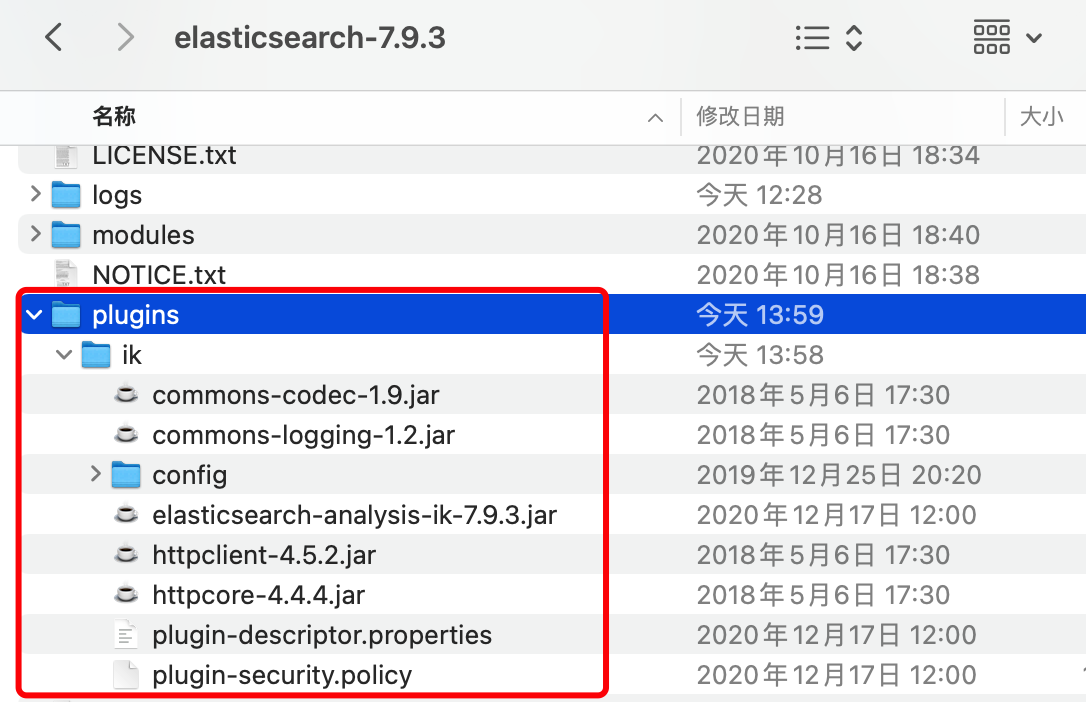 elasticsearch-7.9.3
名称 修改日期 大小
LICENSE.txt 2020年10月16日 18:34
logs 今天 12:28
modules 2020年10月16日 18:40
NOTICE.txt 2020年10月16日 18:38
plugins 今天 13:59
ik 今天 13:58
commons-codec-1.9.jar 2018年5月6日 17:30
commons-logging-1.2.jar 2018年5月6日 17:30
config 2019年12月25日 20:20
elasticsearch-analysis-ik-7.9.3.jar 2020年12月17日 12:00
httpclient-4.5.2.jar 2018年5月6日 17:30
httpcore-4.4.4.jar 2018年5月6日 17:30
plugin-descriptor.properties 2020年12月17日 12:00
plugin-security.policy 2020年12月17日 12:00